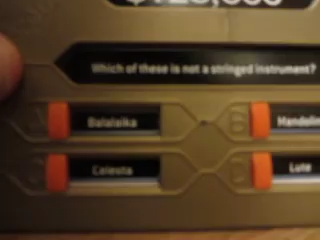 Which of these is not a stringed instrument?
Balalaika
Mandolin
Celesta
Lute